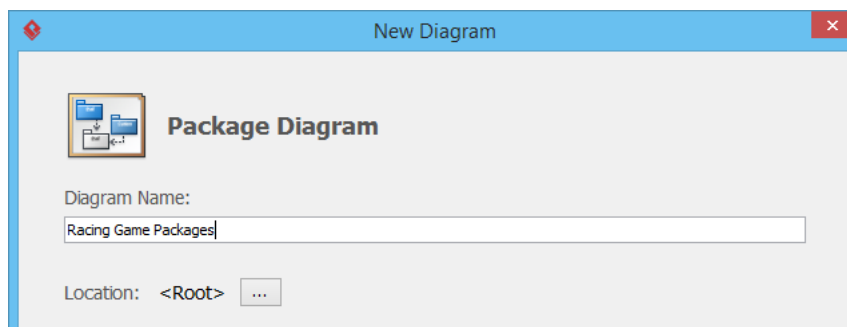 New Diagram
Package Diagram
Diagram Name:
Racing Game Packages
Location: <Root> ...